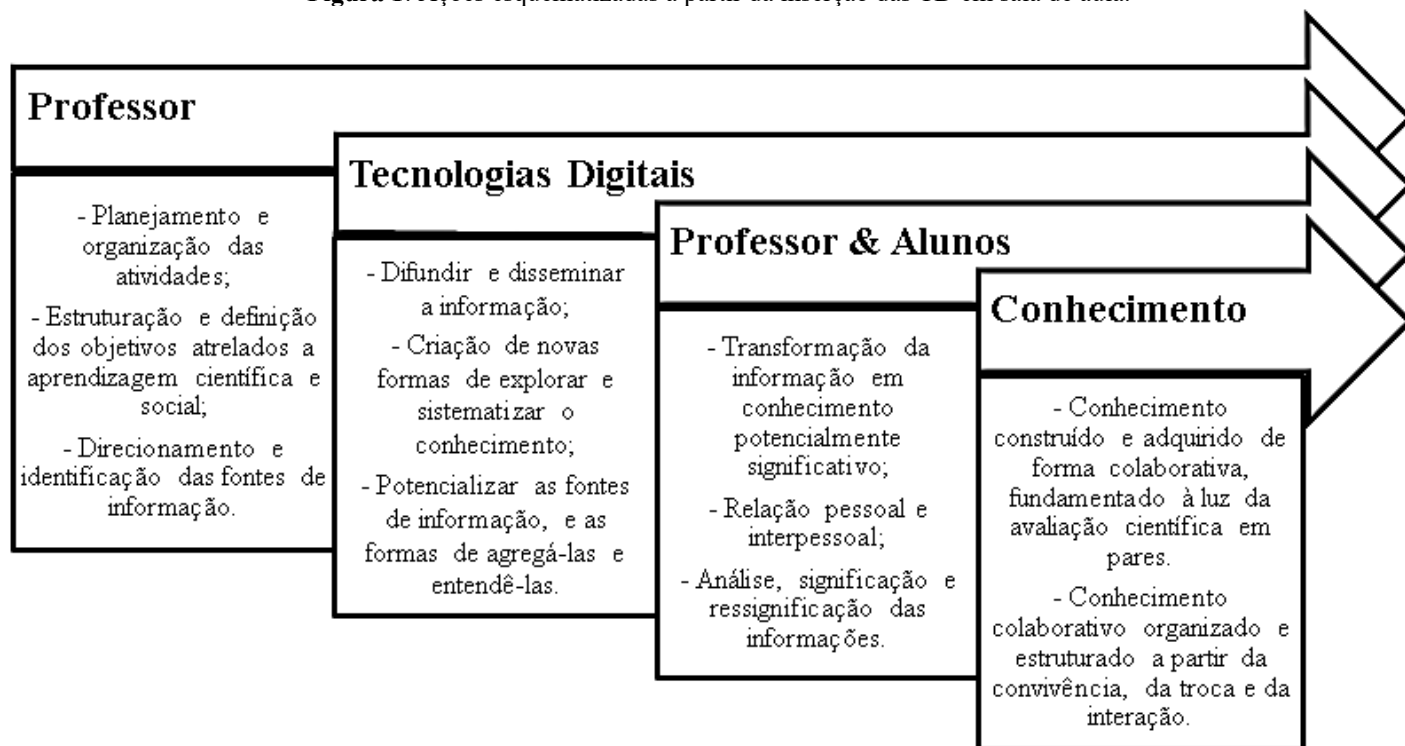 Professor
- Planejamento e
organização das
atividades;
- Estruturação e definição
dos objetivos atrelados a
aprendizagem científica e
social;
- Direcionamento e
identificação das fontes de
informação.
Tecnologias Digitais
- Difundir e disseminar
a informação;
- Criação de novas
formas de explorar e
sistematizar o
conhecimento;
- Potencializar as fontes
de informação, e as
formas de agregá-las e
entendê-las.
Professor & Alunos
- Transformação da
informação em
conhecimento
potencialmente
significativo;
- Relação pessoal e
interpessoal;
- Análise, significação e
ressignificação das
informações.
Conhecimento
- Conhecimento
construído e adquirido de
forma colaborativa,
fundamentado à luz da
avaliação científica em
pares.
- Conhecimento
colaborativo organizado e
estruturado a partir da
convivência, da troca e da
interação.